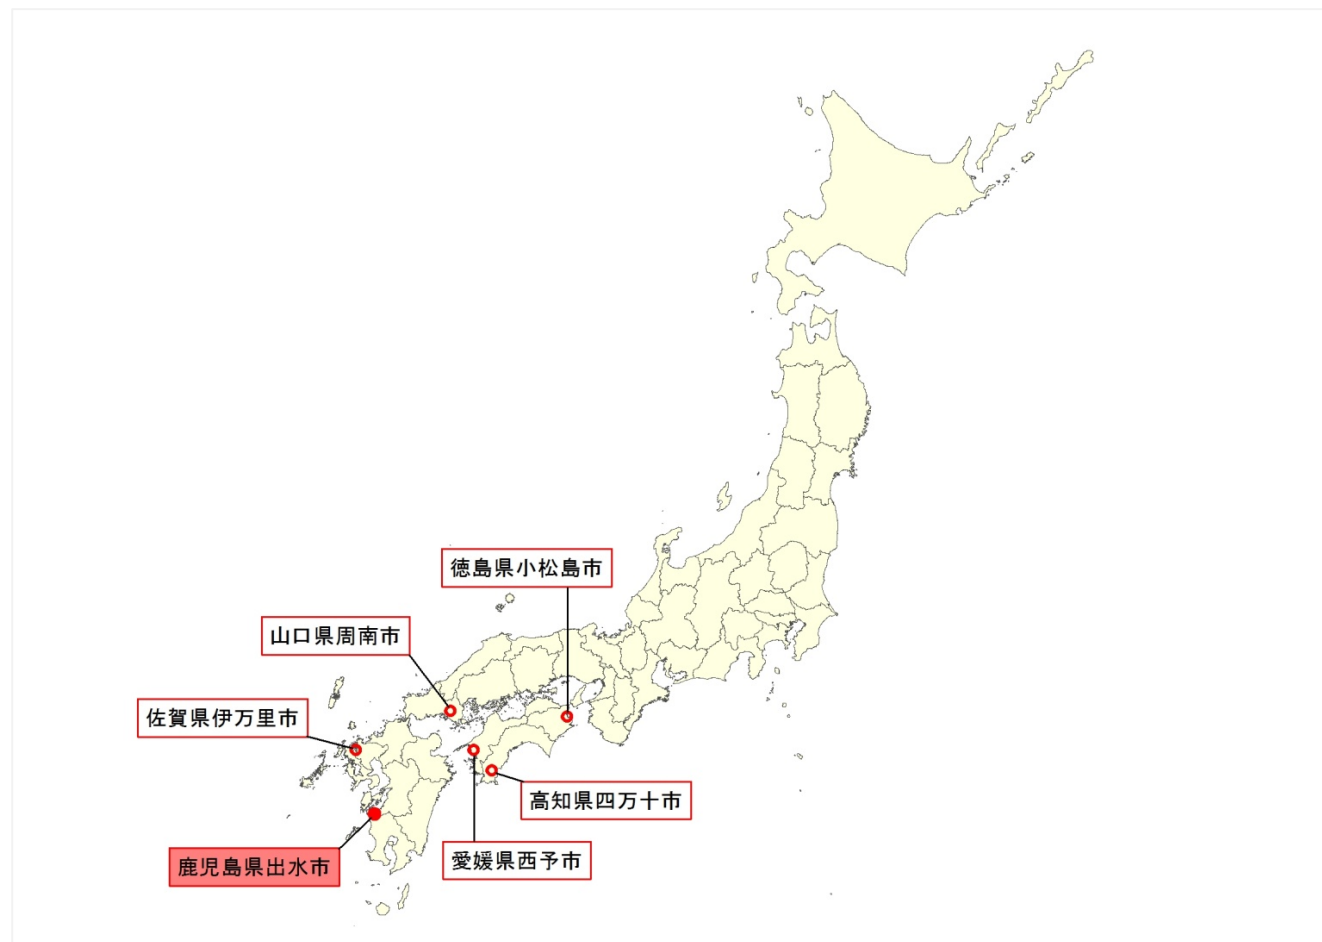 徳島県小松島市
山口県周南市
佐賀県伊万里市
高知県四万十市
愛媛県西予市
鹿児島県出水市